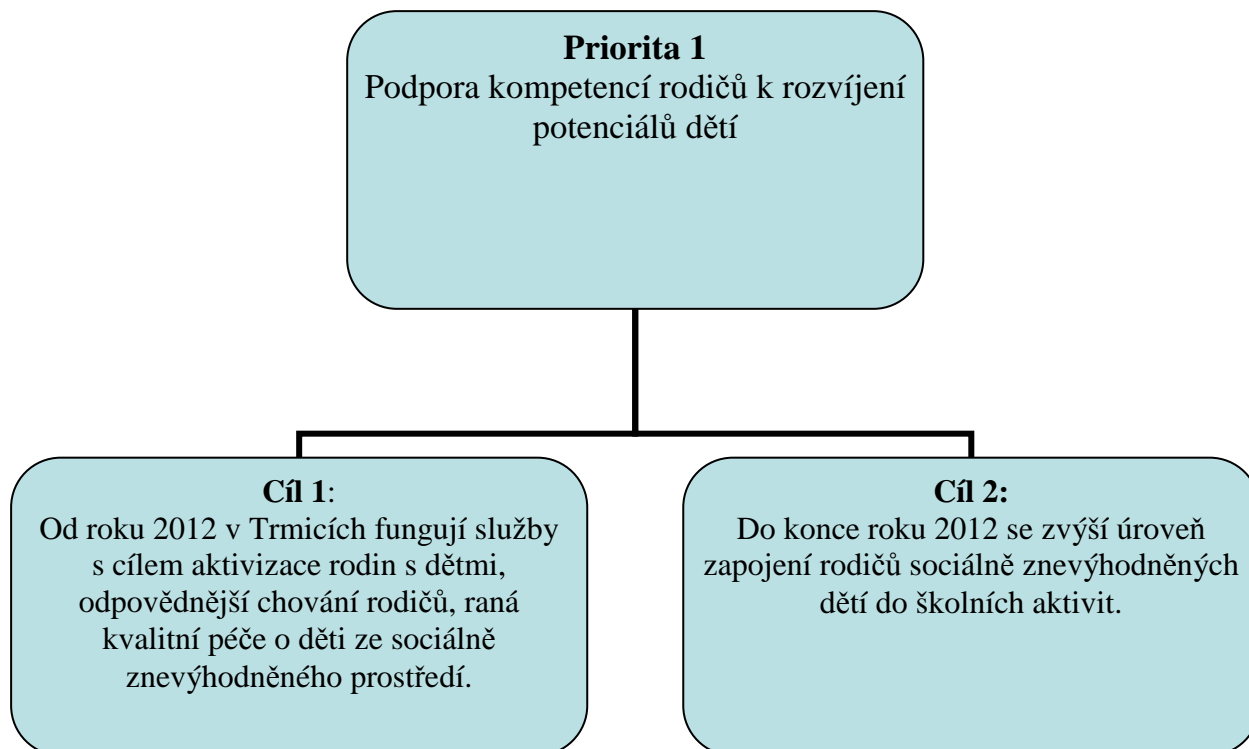 Priorita 1
Podpora kompetencí rodičů k rozvíjení
potenciálů dětí
Cíl 1:
Od roku 2012 v Trmicích fungují služby
s cílem aktivizace rodin s dětmi,
odpovědnější chování rodičů, raná
kvalitní péče o děti ze sociálně
znevýhodněného prostředí.
Cíl 2:
Do konce roku 2012 se zvýší úroveň
zapojení rodičů sociálně znevýhodněných
dětí do školních aktivit.